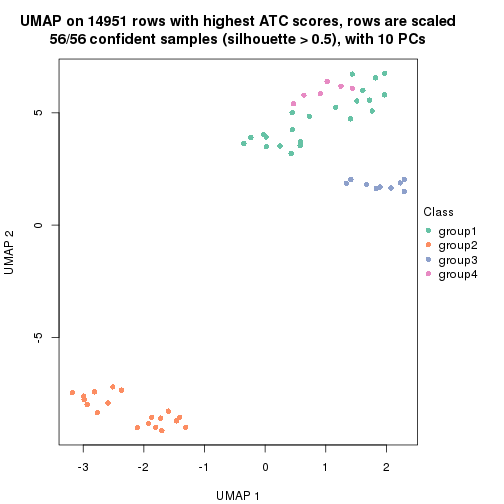 UMAP on 14951 rows with highest ATC scores, rows are scaled
56/56 confident samples (silhouette > 0.5), with 10 PCs
5
0
-5
UMAP 2
-3
-2
-1
0
1
2
UMAP 1
Class
group1
group2
group3
group4